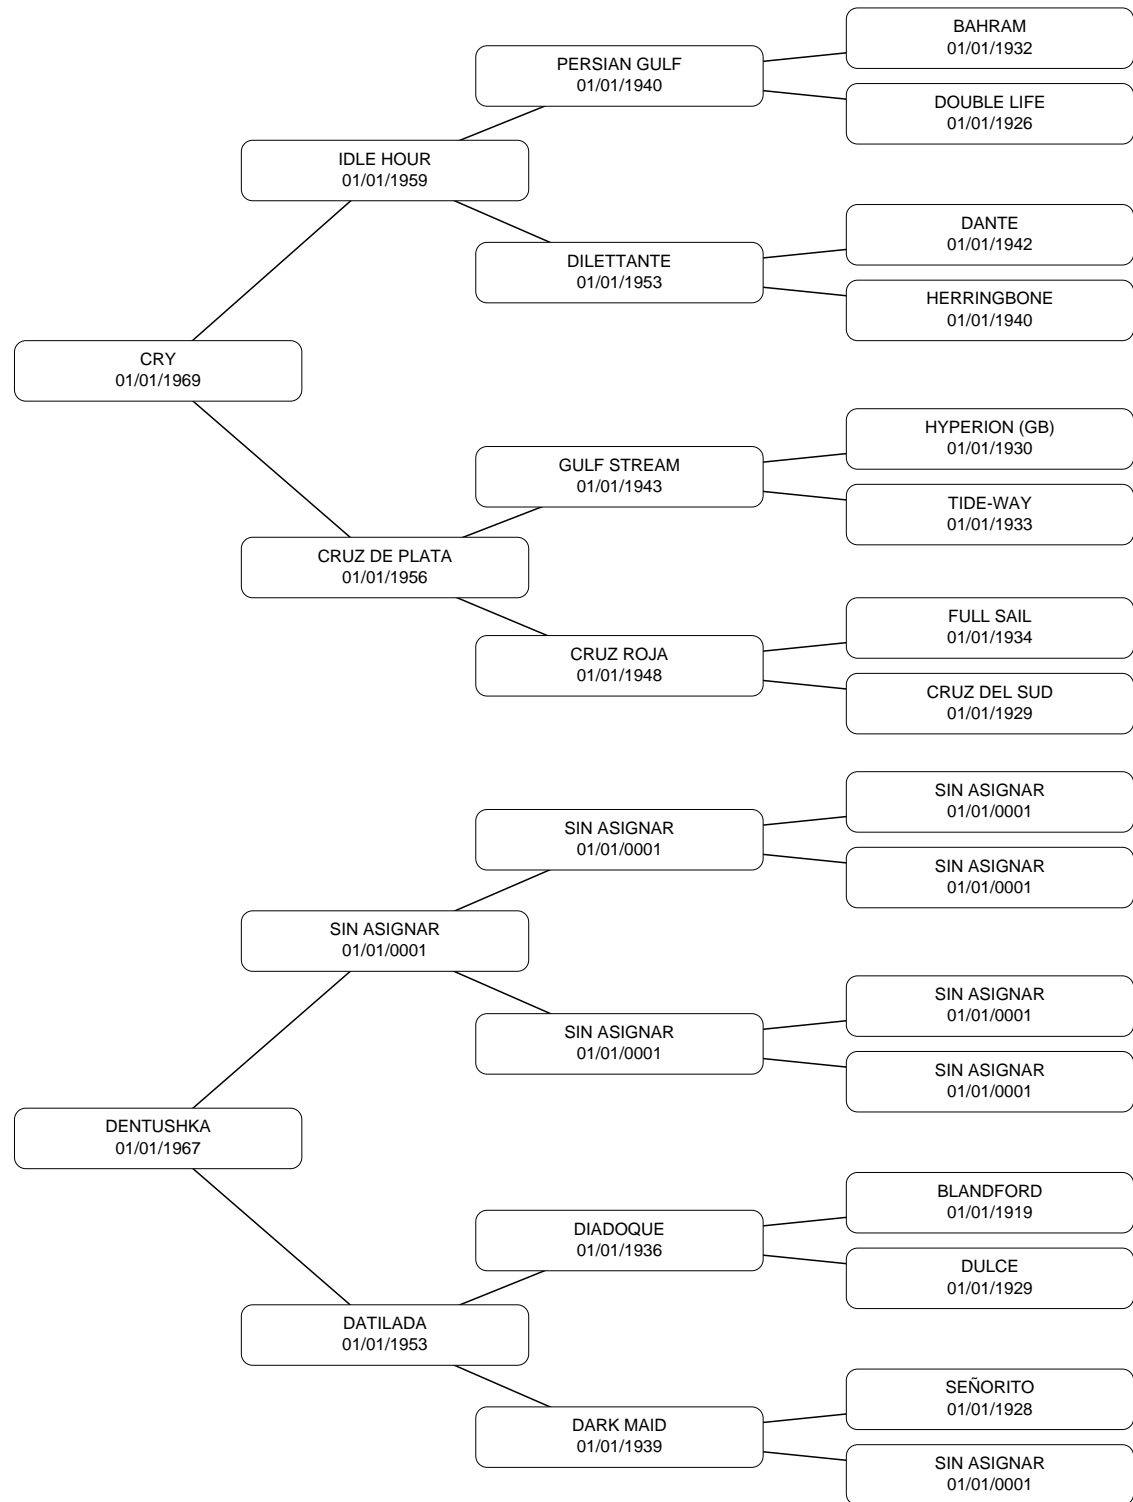 BAHRAM
01/01/1932
PERSIAN GULF
01/01/1940
DOUBLE LIFE
01/01/1926
IDLE HOUR
01/01/1959
DANTE
01/01/1942
DILETTANTE
01/01/1953
HERRINGBONE
01/01/1940
CRY
01/01/1969
HYPERION (GB)
01/01/1930
GULF STREAM
01/01/1943
TIDE-WAY
01/01/1933
CRUZ DE PLATA
01/01/1956
FULL SAIL
01/01/1934
CRUZ ROJA
01/01/1948
CRUZ DEL SUD
01/01/1929
SIN ASIGNAR
01/01/0001
SIN ASIGNAR
01/01/0001
SIN ASIGNAR
01/01/0001
SIN ASIGNAR
01/01/0001
SIN ASIGNAR
01/01/0001
SIN ASIGNAR
01/01/0001
SIN ASIGNAR
01/01/0001
DENTUSHKA
01/01/1967
BLANDFORD
01/01/1919
DIADOQUE
01/01/1936
DULCE
01/01/1929
DATILADA
01/01/1953
SEÑORITO
01/01/1928
DARK MAID
01/01/1939
SIN ASIGNAR
01/01/0001